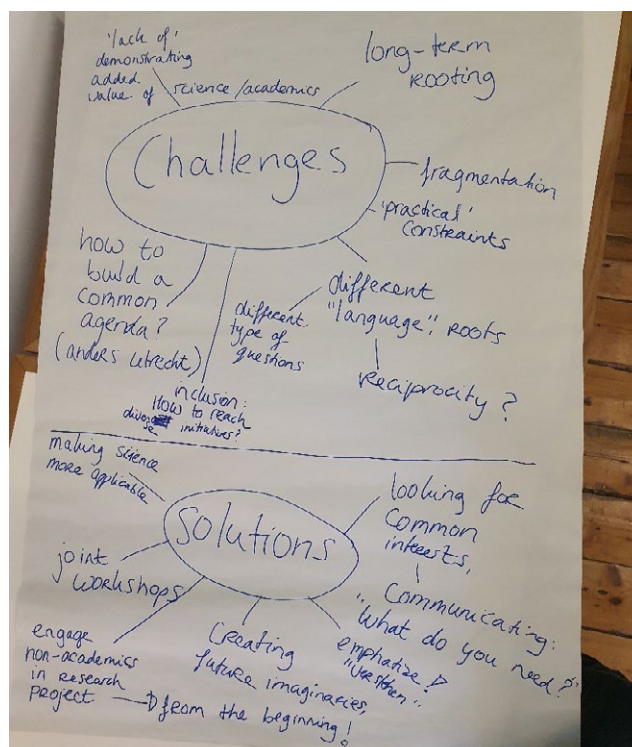 'lack of'
demonstrating
added
value of science/academics
long-term
rooting
Challenges
fragmentation
'practical'
constraints
how to
build a
common
agenda?
(anders utrecht)
different
"language", roots
different
type of
questions
reciprocity?
inclusion:
How to reach
initiatives?
making science
more applicable
Solutions
looking for
common
interests,
Communicating:
"What do you need?"
joint
workshops
engage
non-academics
in research
project → from the beginning!
Creating
future imaginaries,
emphatize!